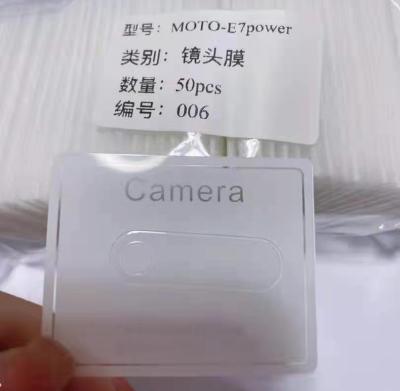 型号: MOTO-E7power
类别: 镜头膜
数量: 50pcs
编号: 006
Camera